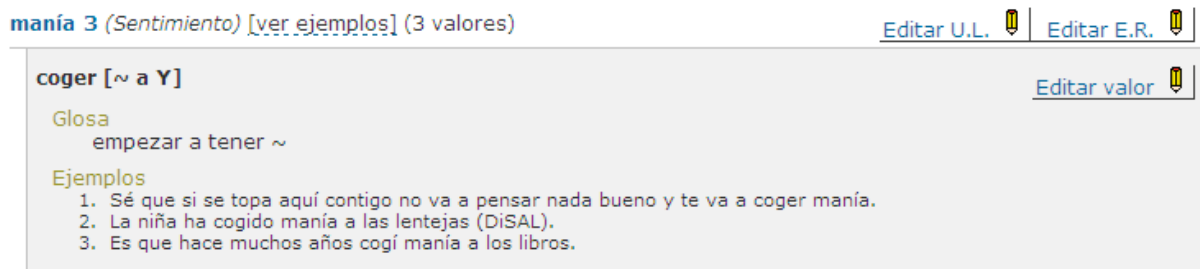 manía 3 (Sentimiento) [ver ejemplos] (3 valores) Editar U.L. Editar E.R.
coger [~ a Y] Editar valor
Glosa
empezar a tener ~
Ejemplos
1. Sé que si se topa aquí contigo no va a pensar nada bueno y te va a coger manía.
2. La niña ha cogido manía a las lentejas (DiSAL).
3. Es que hace muchos años cogí manía a los libros.